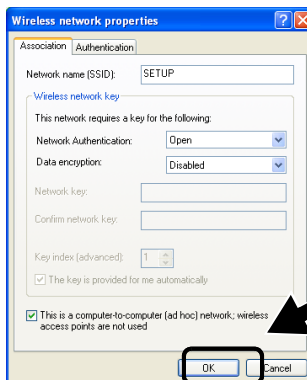 Wireless network properties
Association
Authentication
Network name (SSID): SETUP
Wireless network key
This network requires a key for the following:
Network Authentication: Open
Data encryption: Disabled
Network key:
Confirm network key:
Key index (advanced): 1
The key is provided for me automatically
This is a computer-to-computer (ad hoc) network; wireless
access points are not used
OK
Cancel